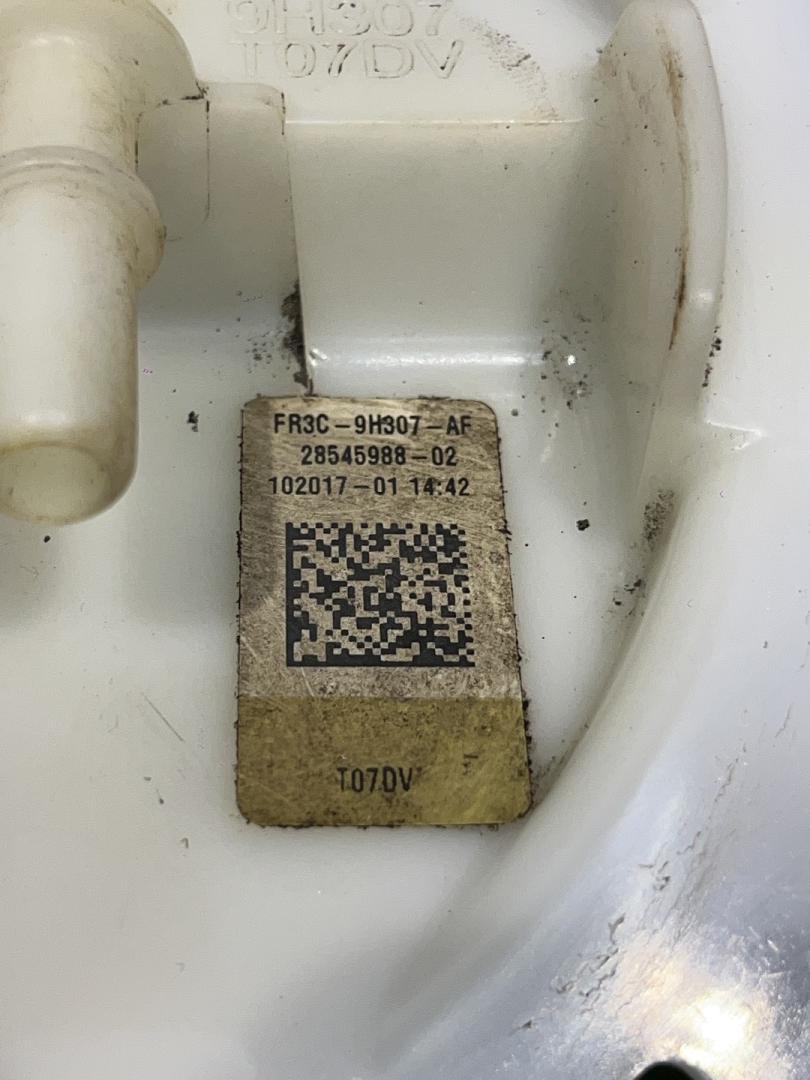 9H307
T07DV
FR3C-9H307-AF
28545988-02
102017-01 14:42
T07DV